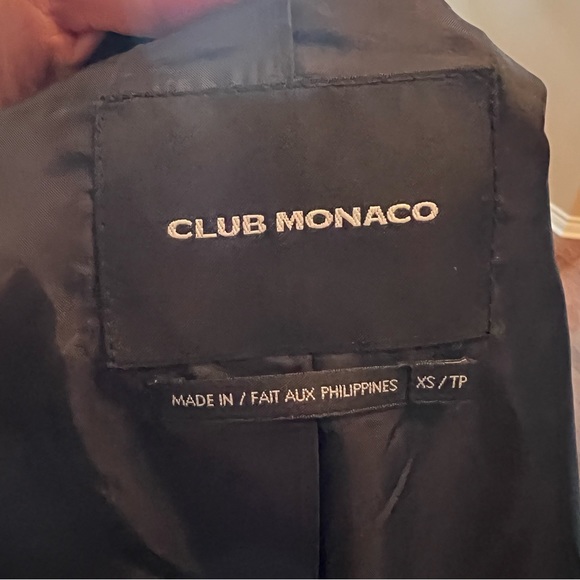 CLUB MONACO
MADE IN / FAIT AUX PHILIPPINES XS / TP